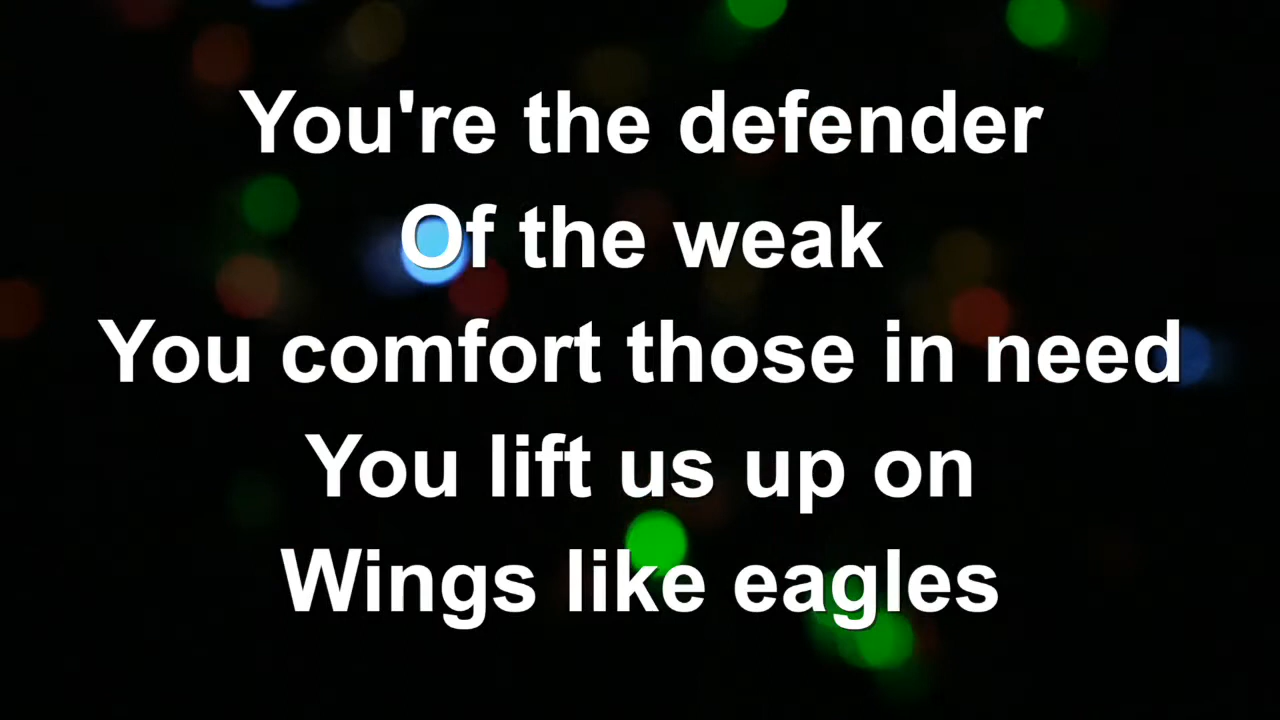 You're the defender
Of the weak
You comfort those in need
You lift us up on
Wings like eagles